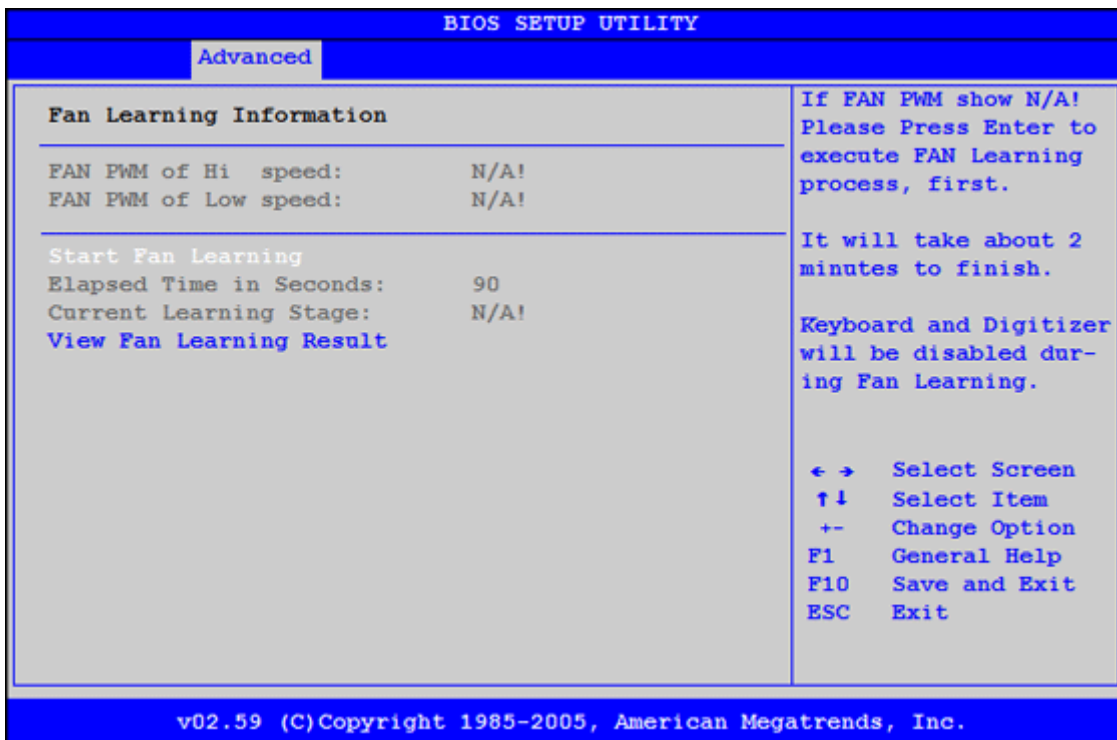 BIOS SETUP UTILITY
Advanced
Fan Learning Information
FAN PWM of Hi  speed: N/A!
FAN PWM of Low speed: N/A!
Start Fan Learning
Elapsed Time in Seconds: 90
Current Learning Stage: N/A!
View Fan Learning Result
If FAN PWM show N/A!
Please Press Enter to
execute FAN Learning
process, first.
It will take about 2
minutes to finish.
Keyboard and Digitizer
will be disabled dur-
ing Fan Learning.
← → Select Screen
↑↓ Select Item
+- Change Option
F1 General Help
F10 Save and Exit
ESC Exit
v02.59 (C)Copyright 1985-2005, American Megatrends, Inc.